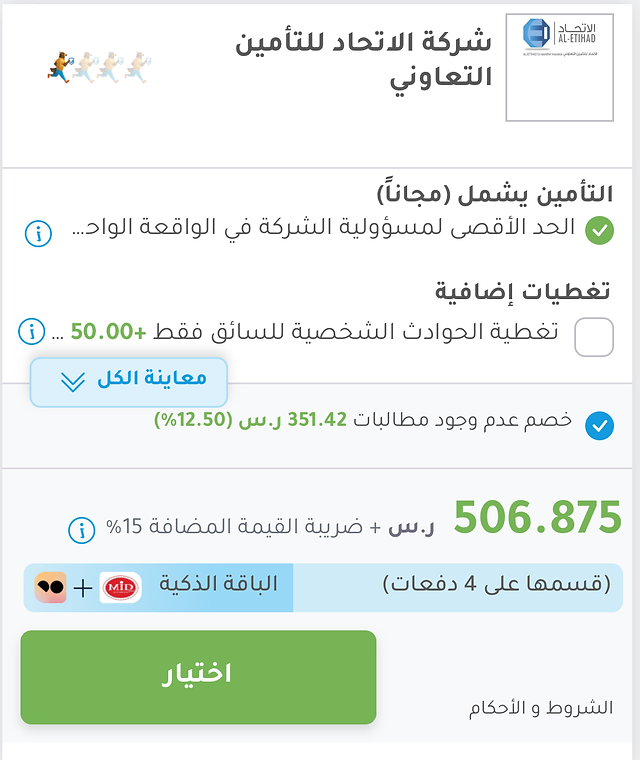 شركة الاتحاد للتأمين
التعاوني
الاتحاد
AL-ETIHAD
التأمين يشمل (مجاناً)
الحد الأقصى لمسؤولية الشركة في الواقعة الواحـ...
تغطيات إضافية
تغطية الحوادث الشخصية للسائق فقط +50.00 ...
معاينة الكل
خصم عدم وجود مطالبات 351.42 ر.س (12.50%)
506.875 ر.س + ضريبة القيمة المضافة 15%
(قسمها على 4 دفعات) الباقة الذكية MiD +
اختيار
الشروط و الأحكام